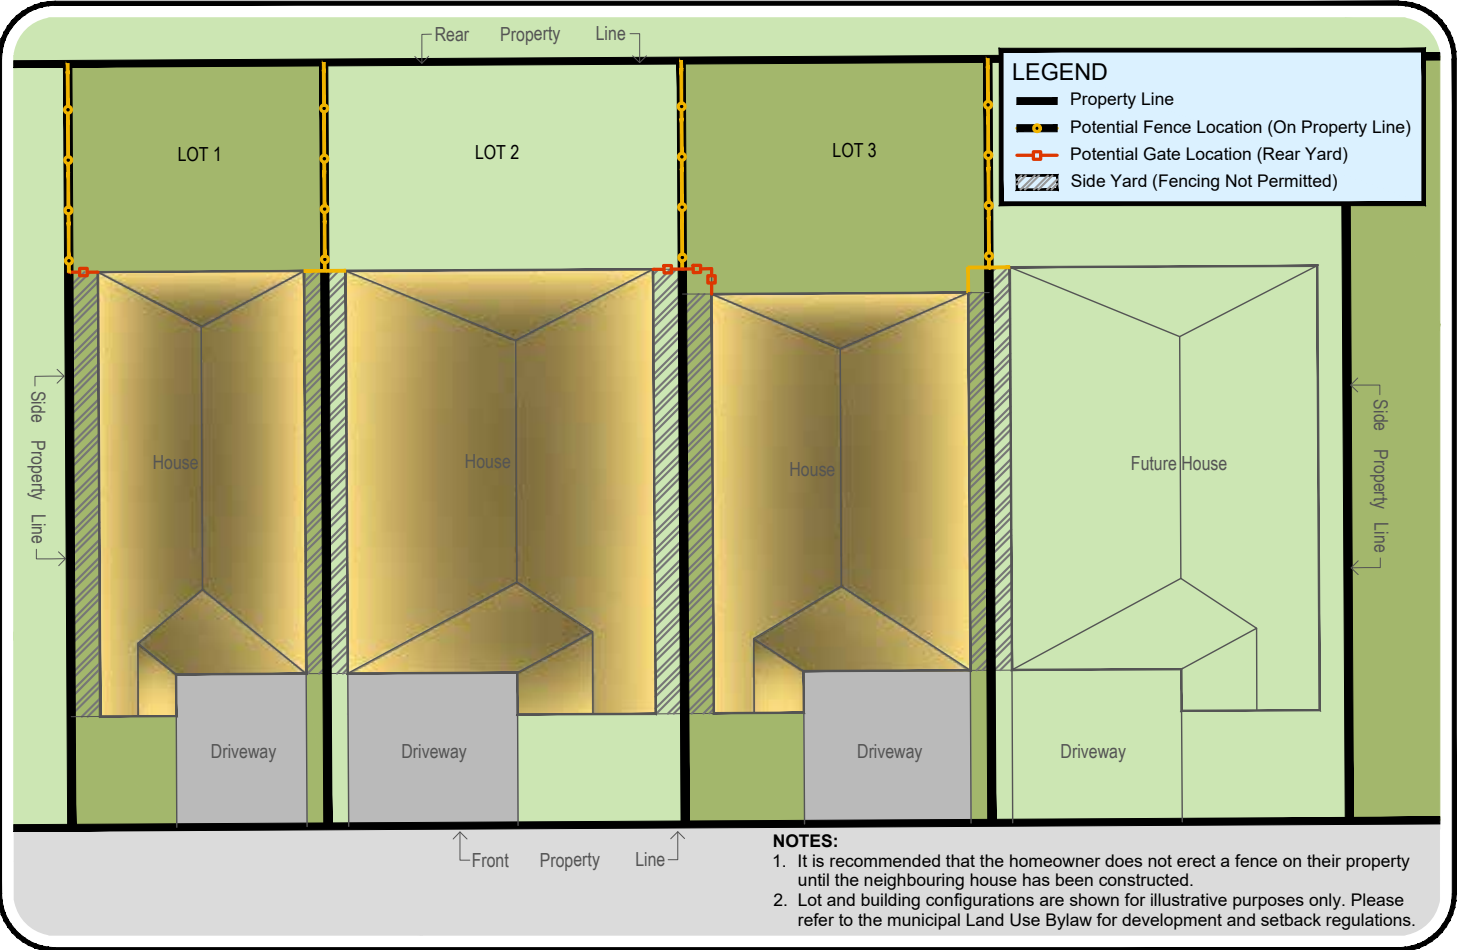 Rear Property Line
LEGEND
Property Line
Potential Fence Location (On Property Line)
Potential Gate Location (Rear Yard)
Side Yard (Fencing Not Permitted)
LOT 1
LOT 2
LOT 3
Side Property Line
House
House
House
Future House
Side Property Line
Driveway
Driveway
Driveway
Driveway
Front Property Line
NOTES:
1. It is recommended that the homeowner does not erect a fence on their property
until the neighbouring house has been constructed.
2. Lot and building configurations are shown for illustrative purposes only. Please
refer to the municipal Land Use Bylaw for development and setback regulations.